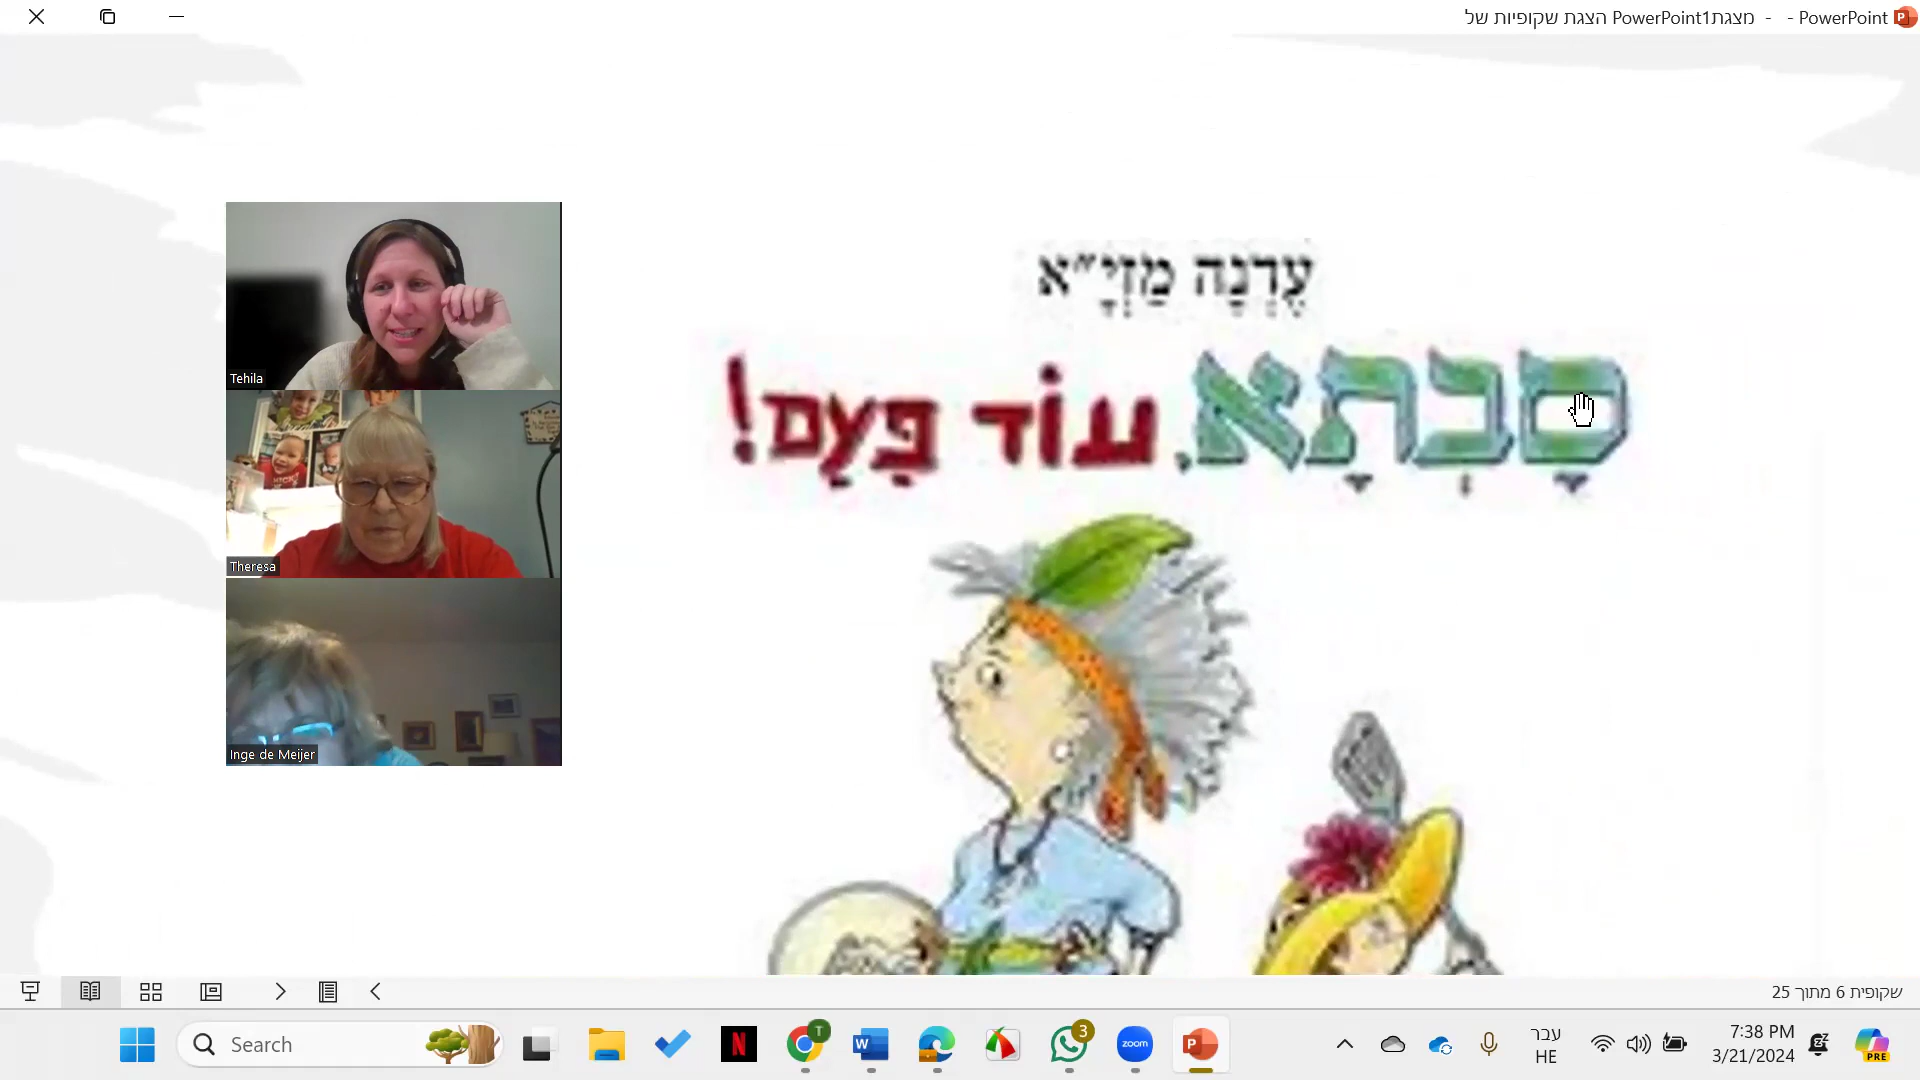 PowerPoint - - מצגת1PowerPoint הצגת שקופיות של
עֶדְנָה מַזְיָ״א
סָבְתָא, עוֹד פַּעַם!
Tehila
Theresa
Inge de Meijer
שקופית 6 מתוך 25
Search
T
3
zoom
עבר
HE
7:38 PM
3/21/2024
PRE